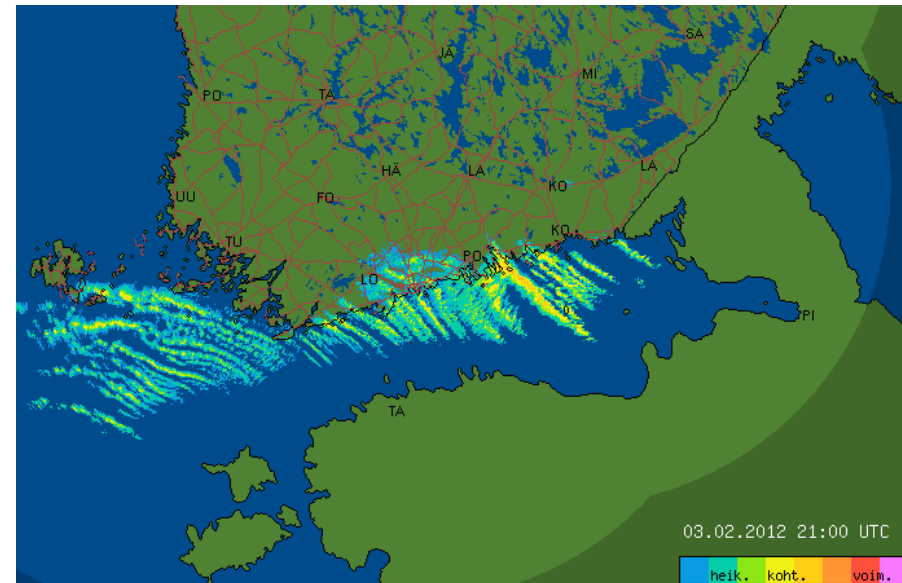 SA
JÄ
MI
PO TA
LA
HÄ LA
KO
UU FO
KO
TU
PO
LO
PI
TA
03.02.2012 21:00 UTC
heik. koht. voim.